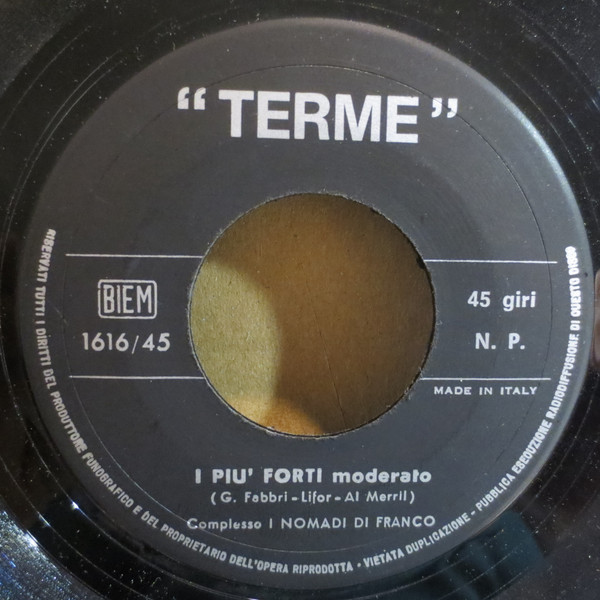 “TERME”
BIEM
1616/45
45 giri
N. P.
MADE IN ITALY
I PIU' FORTI moderato
(G. Fabbri - Lifor - Al Merril)
Complesso I NOMADI DI FRANCO
RISERVATI TUTTI I DIRITTI DEL PRODUTTORE FONOGRAFICO E DEL PROPRIETARIO DELL'OPERA RIPRODOTTA - VIETATA DUPLICAZIONE - PUBBLICA ESECUZIONE RADIODIFFUSIONE DI QUESTO DISCO